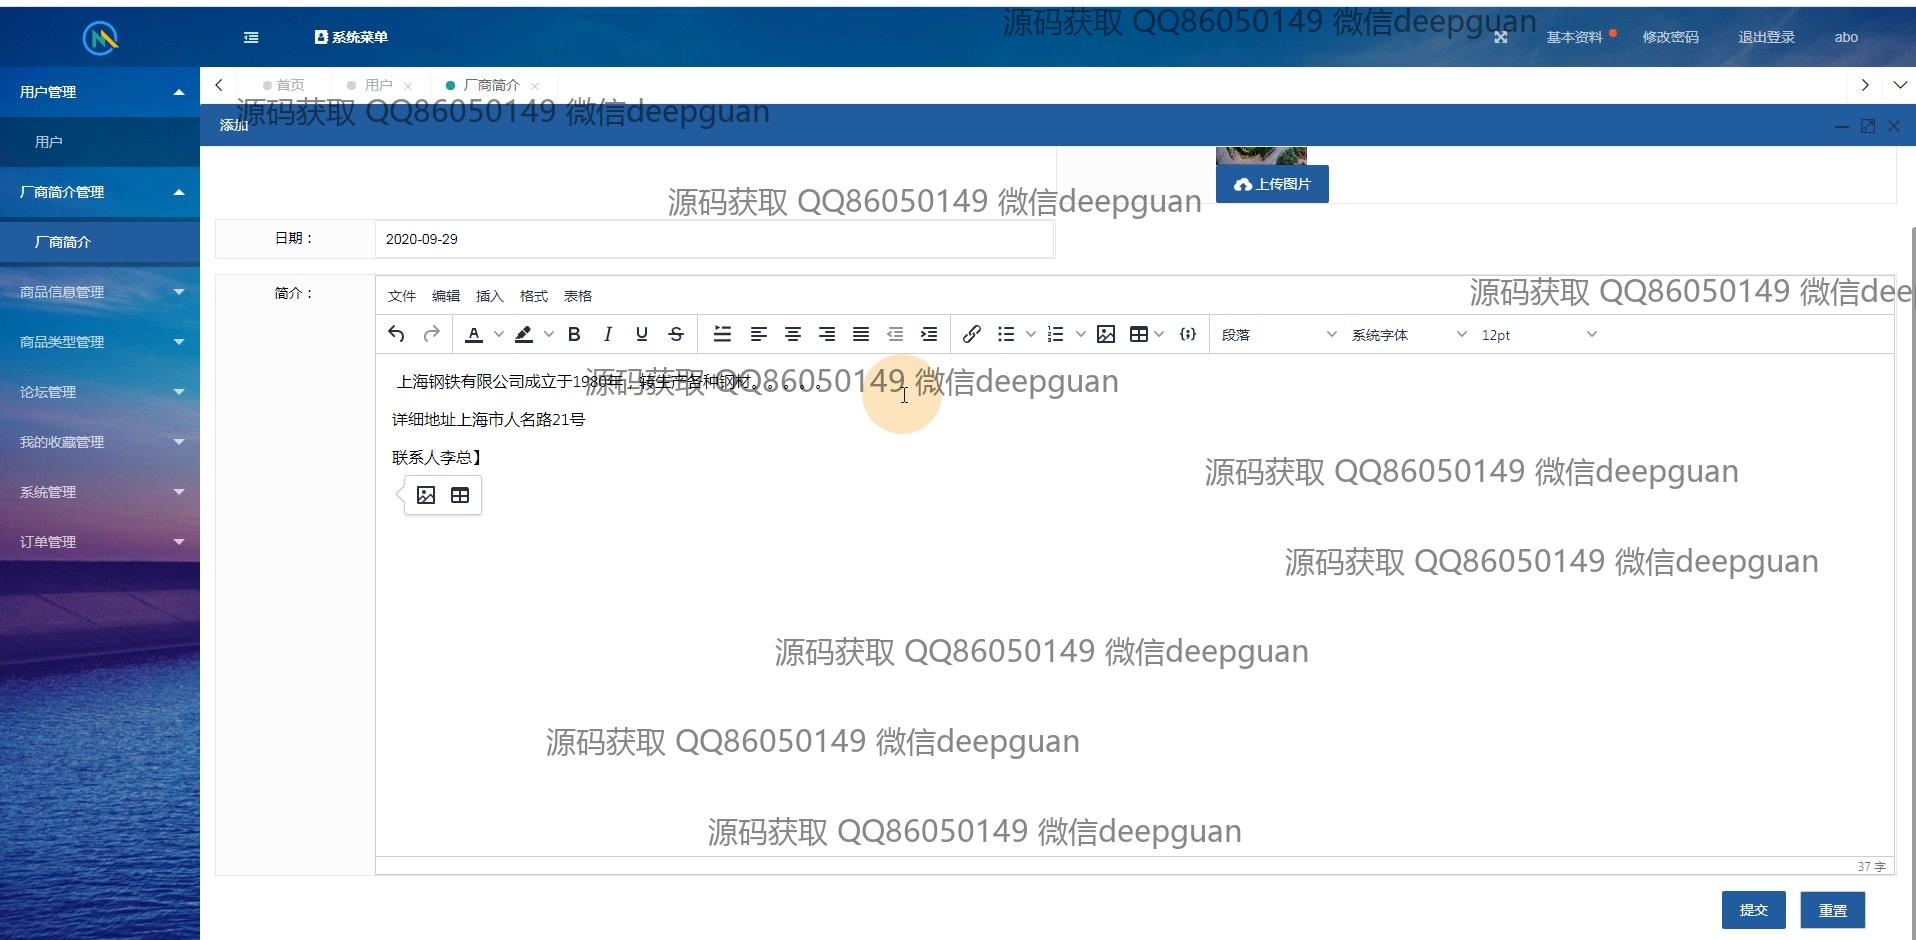 源码获取 QQ86050149 微信deepguan
系统菜单
基本资料
修改密码
退出登录
abo
用户管理
用户
厂商简介管理
厂商简介
商品信息管理
商品类型管理
论坛管理
我的收藏管理
系统管理
订单管理
首页
用户
厂商简介
源码获取 QQ86050149 微信deepguan
添加
上传图片
源码获取 QQ86050149 微信deepguan
日期：
2020-09-29
简介：
源码获取 QQ86050149 微信dee
文件 编辑 插入 格式 表格
段落 系统字体 12pt
上海钢铁有限公司成立于1980年，转生产各种钢材。。。。。
源码获取 QQ86050149 微信deepguan
详细地址上海市人名路21号
联系人李总】
源码获取 QQ86050149 微信deepguan
源码获取 QQ86050149 微信deepguan
源码获取 QQ86050149 微信deepguan
源码获取 QQ86050149 微信deepguan
源码获取 QQ86050149 微信deepguan
37 字
提交
重置